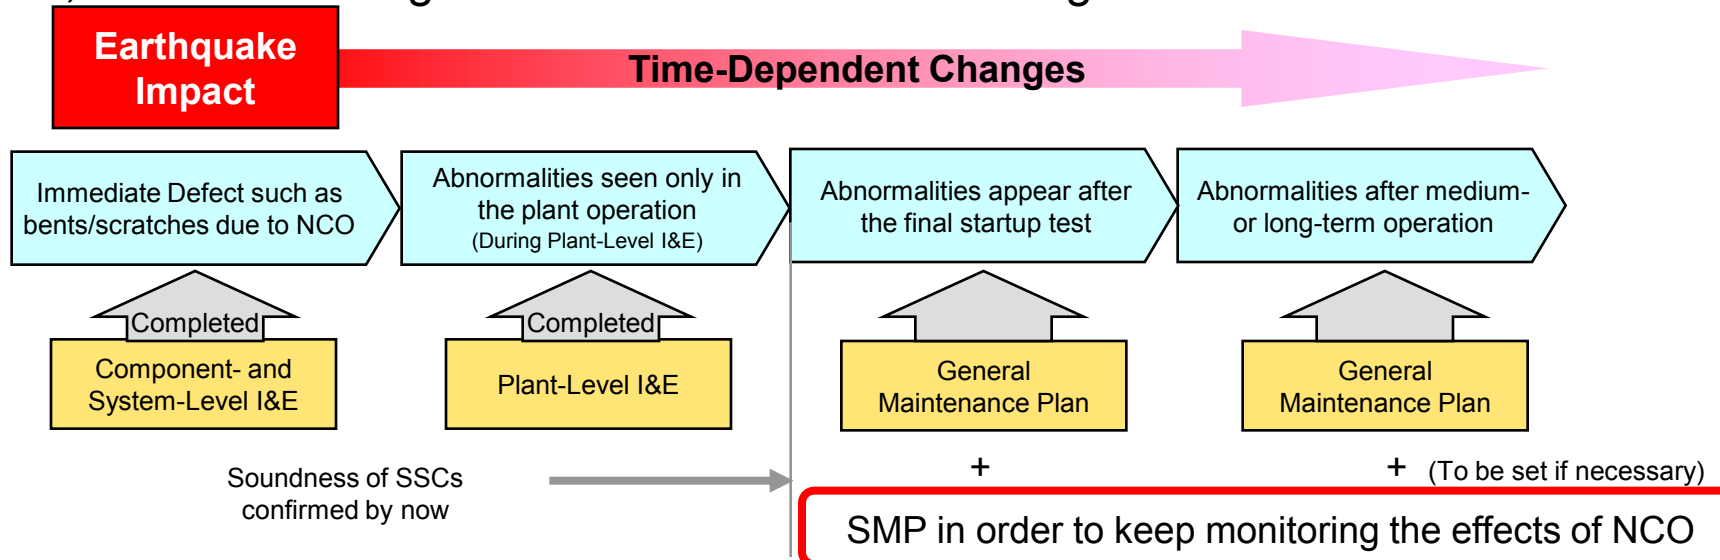 Earthquake
Impact
Time-Dependent Changes
Immediate Defect such as
bents/scratches due to NCO
Abnormalities seen only in
the plant operation
(During Plant-Level I&E)
Abnormalities appear after
the final startup test
Abnormalities after medium-
or long-term operation
Completed
Completed
Component- and
System-Level I&E
Plant-Level I&E
General
Maintenance Plan
General
Maintenance Plan
Soundness of SSCs
confirmed by now
+
+ (To be set if necessary)
SMP in order to keep monitoring the effects of NCO